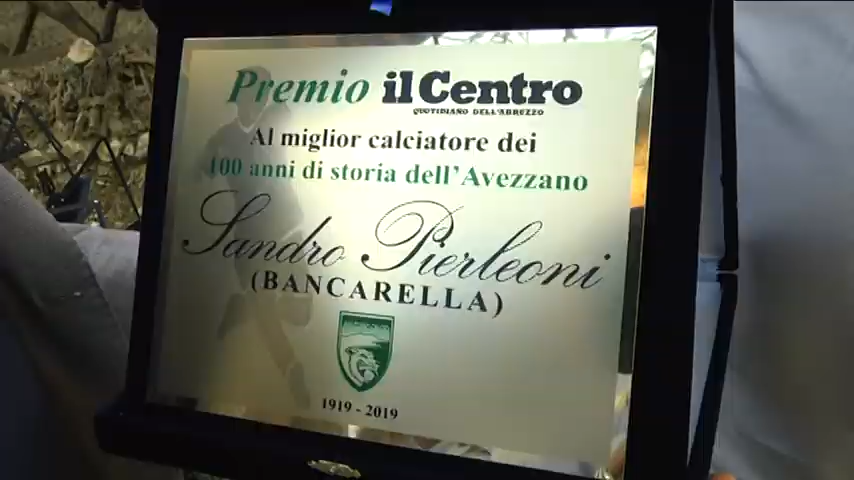 Premio il Centro
QUOTIDIANO DELL'ABRUZZO
Al miglior calciatore dei
100 anni di storia dell'Avezzano
Sandro Pierleoni
(BANCARELLA)
1919 - 2019